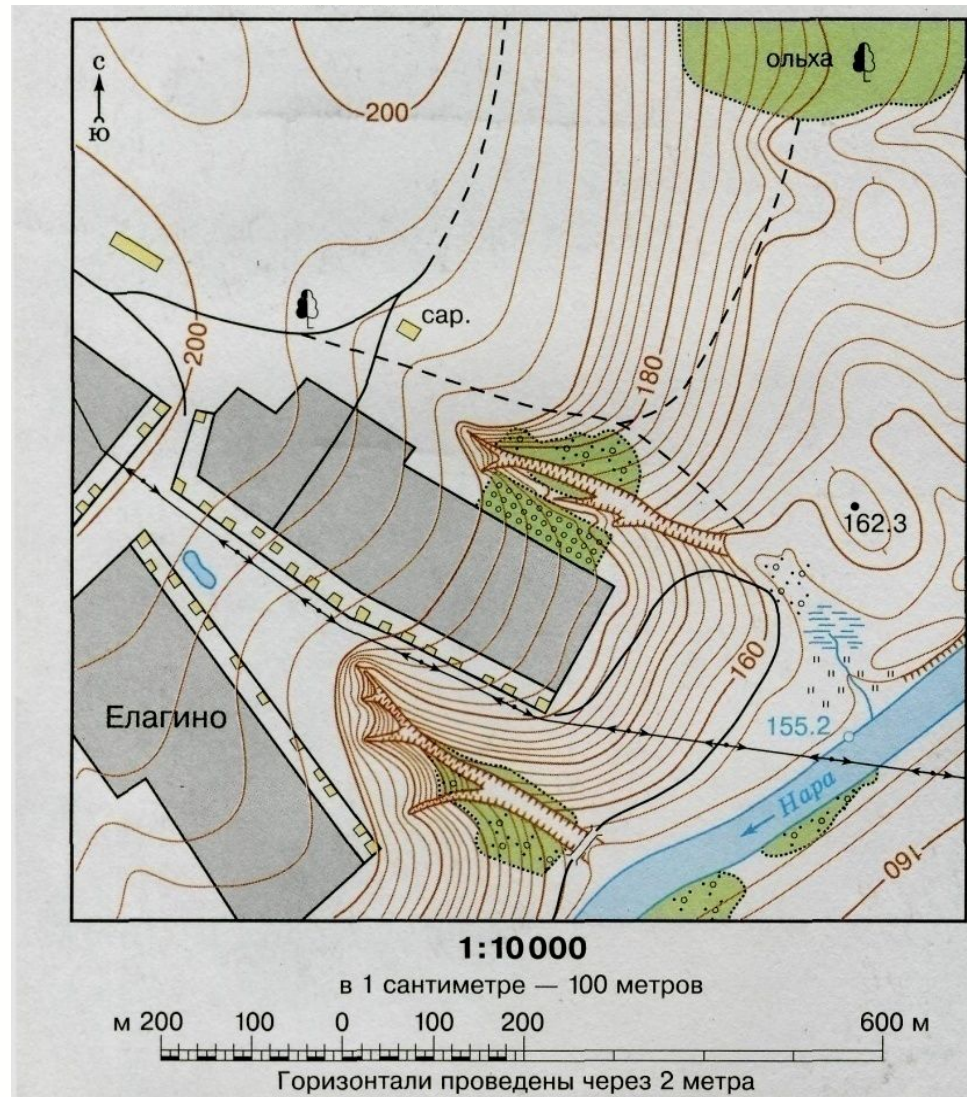 ольха
с
ю
200
сар.
200
180
162.3
160
Елагино
155.2
Нара
160
1:10 000
в 1 сантиметре — 100 метров
м 200 100 0 100 200 600 м
Горизонтали проведены через 2 метра